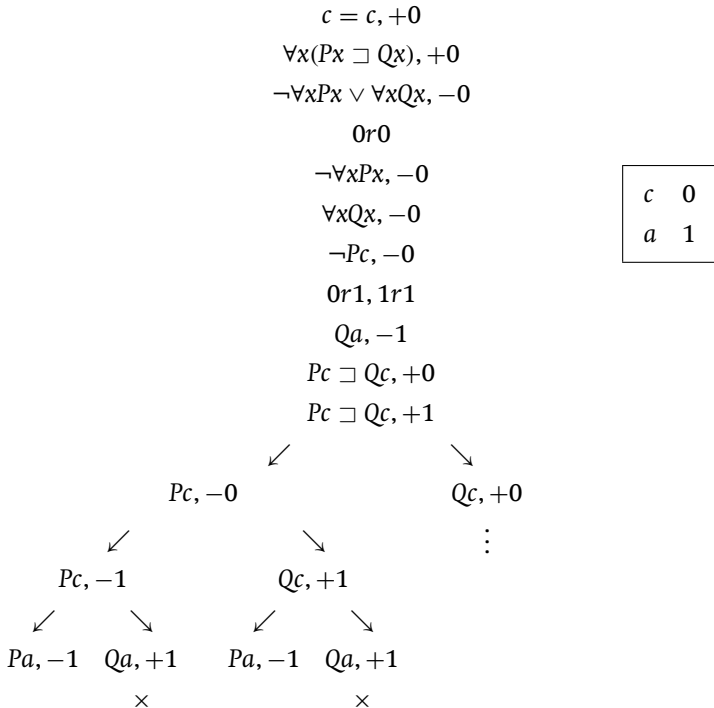 c = c, +0
∀x(Px ⊐ Qx), +0
¬∀xPx ∨ ∀xQx, −0
0r0
¬∀xPx, −0
∀xQx, −0
¬Pc, −0
0r1, 1r1
Qa, −1
Pc ⊐ Qc, +0
Pc ⊐ Qc, +1
c 0
a 1
↙ ↘
Pc, −0 Qc, +0
↙ ↘ ⋮
Pc, −1 Qc, +1
↙ ↘ ↙ ↘
Pa, −1 Qa, +1 Pa, −1 Qa, +1
× ×